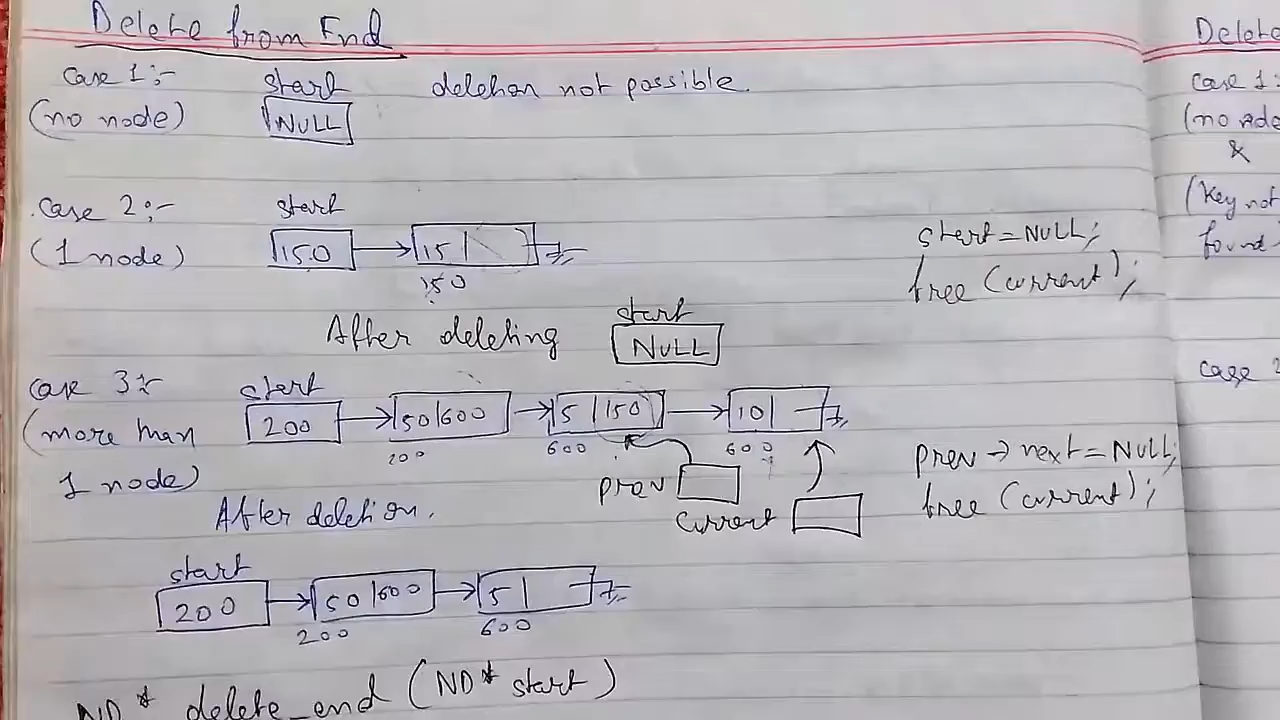 Delete from End
Case 1:-
(no node)
start
NULL
deletion not possible.
Case 2:-
(1 node)
start
150
15
150
start=NULL;
free (current);
After deleting
start
NULL
Case 3:-
(more than
1 node)
start
200
50|600
200
5|150
600
10|
600
prev
current
prev → next = NULL;
free (current);
After deletion.
start
200
50|600
200
5|
600
ND* delete_end (ND* start)
Delete
Case 1:
(no
&
(Key not
found
Case 2